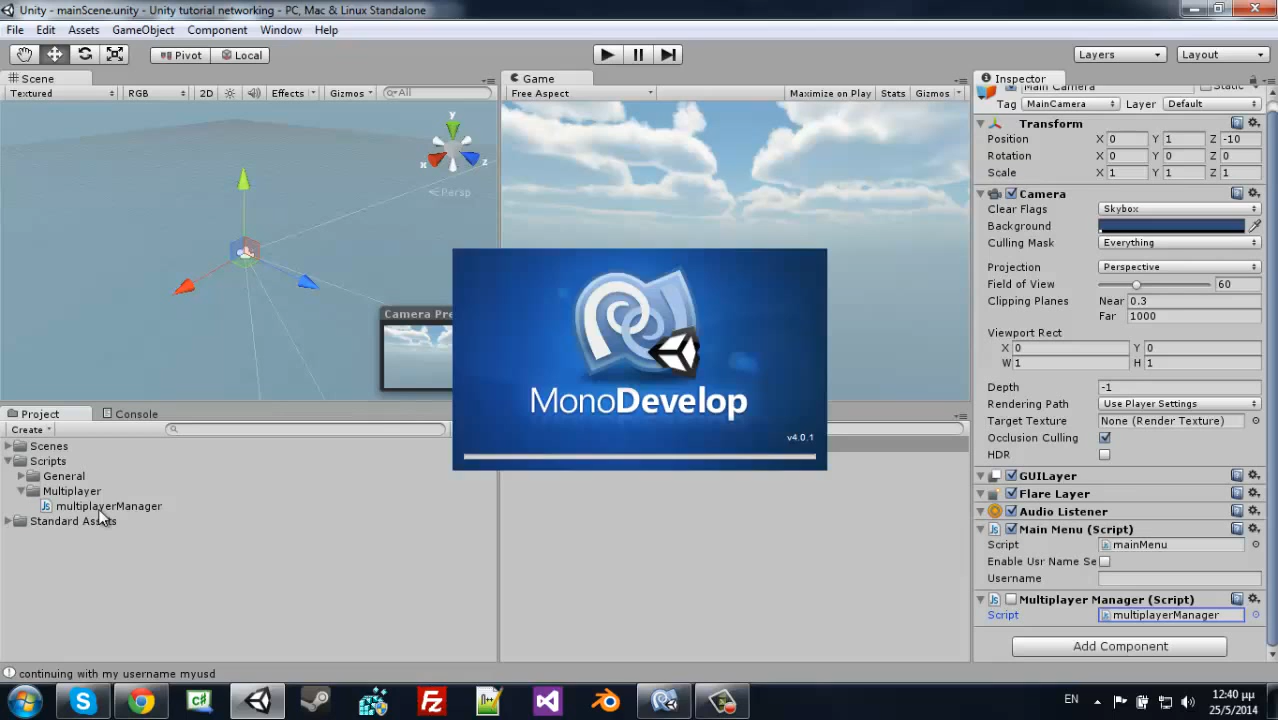 Unity - mainScene.unity - Unity tutorial networking - PC, Mac & Linux Standalone
File Edit Assets GameObject Component Window Help
Pivot Local Layers Layout
Scene Game Inspector
Textured RGB 2D Effects Gizmos All Free Aspect Maximize on Play Stats Gizmos
Main Camera Static
Tag MainCamera Layer Default
Transform
Position X 0 Y 1 Z -10
Rotation X 0 Y 0 Z 0
Scale X 1 Y 1 Z 1
y x z
Persp
Camera
Clear Flags Skybox
Background
Culling Mask Everything
Projection Perspective
Field of View 60
Clipping Planes Near 0.3
Far 1000
Viewport Rect
X 0 Y 0
W 1 H 1
Depth -1
Rendering Path Use Player Settings
Target Texture None (Render Texture)
Occlusion Culling
HDR
GUILayer
Flare Layer
Audio Listener
Main Menu (Script)
Script mainMenu
Enable Usr Name Se
Username
Multiplayer Manager (Script)
Script multiplayerManager
Add Component
Camera Pre
MonoDevelop
v4.0.1
Project Console
Create
Scenes
Scripts
General
Multiplayer
multiplayerManager
Standard Assets
continuing with my username myusd
EN 12:40 μμ
25/5/2014